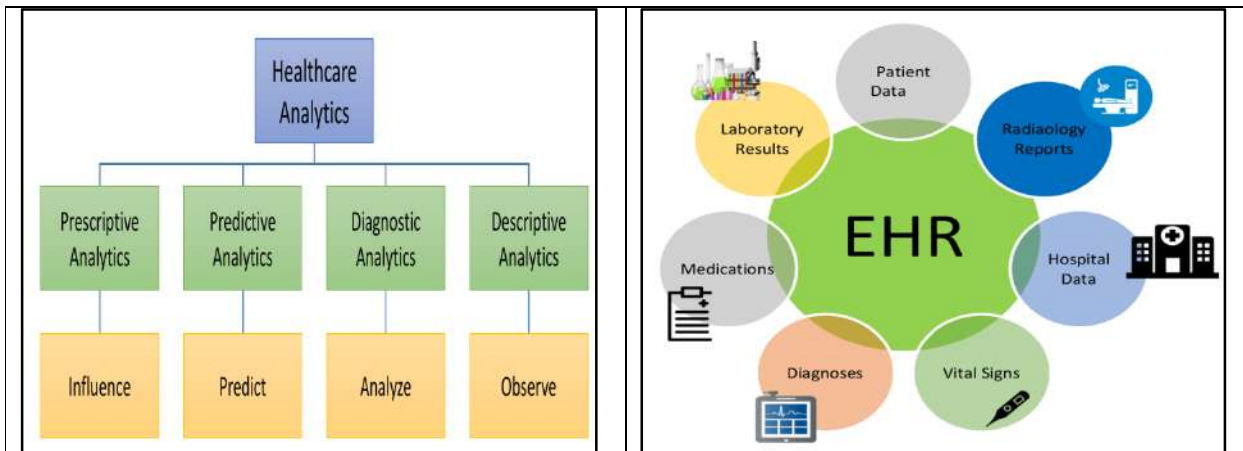 Healthcare
Analytics
Prescriptive
Analytics
Predictive
Analytics
Diagnostic
Analytics
Descriptive
Analytics
Influence
Predict
Analyze
Observe
Patient
Data
Laboratory
Results
Radiaology
Reports
EHR
Medications
Hospital
Data
Diagnoses
Vital Signs